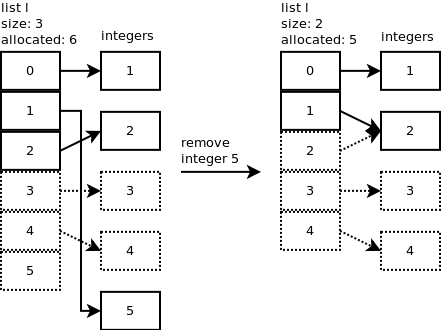 list l
size: 3
allocated: 6
integers
0
1
2
3
4
5
1
2
3
4
5
remove
integer 5
list l
size: 2
allocated: 5
integers
0
1
2
3
4
1
2
3
4